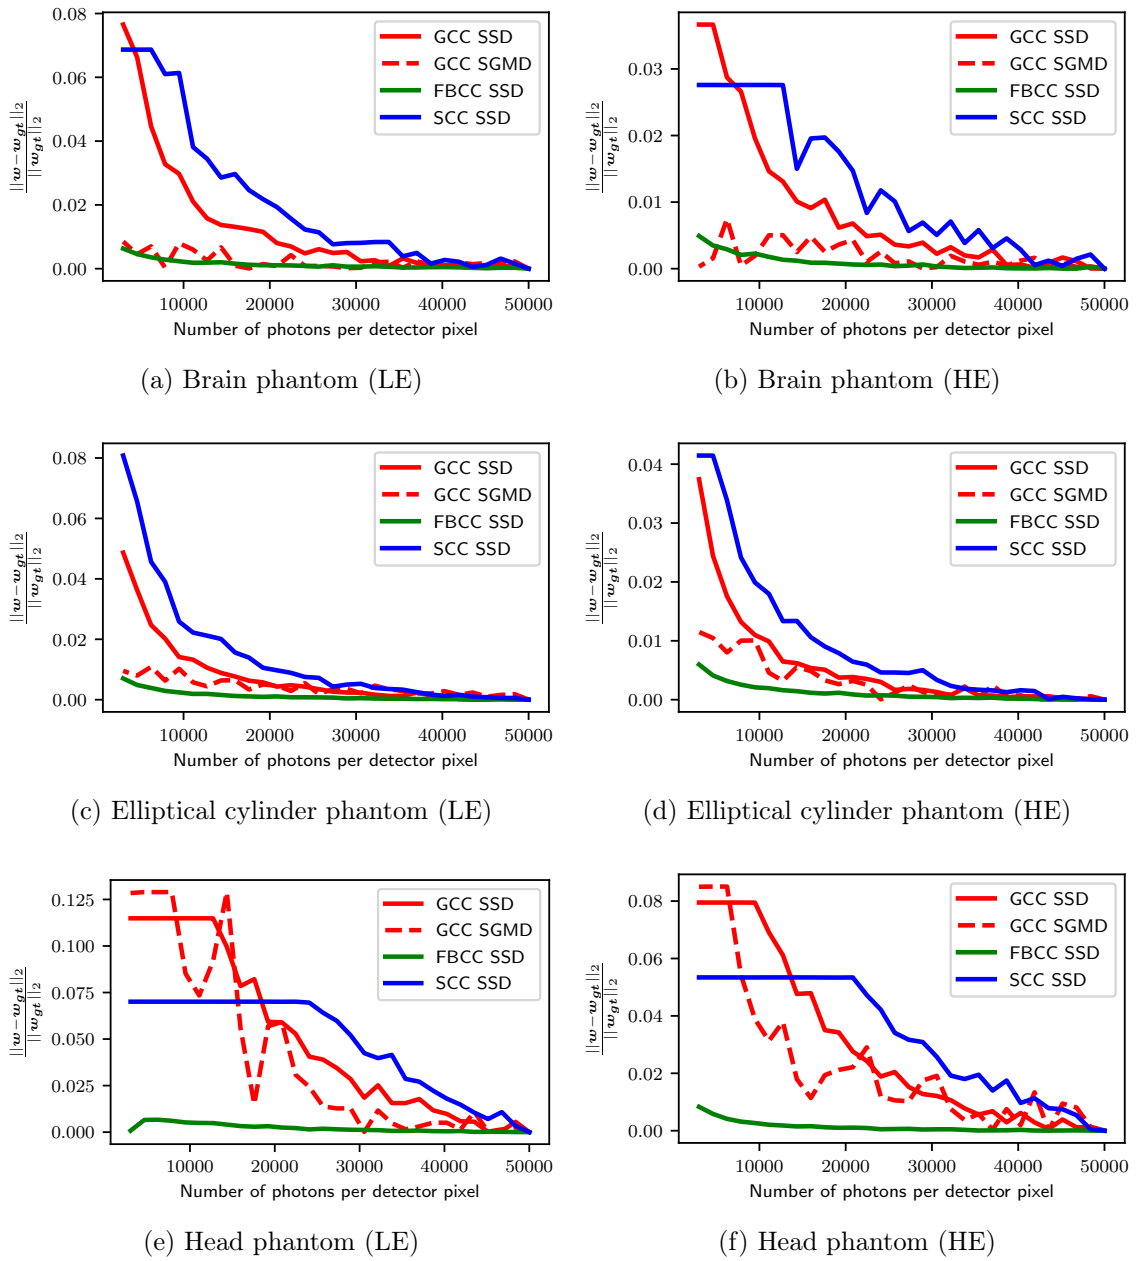 0.08
0.06
0.04
0.02
0.00
||w−w_gt||_2
||w_gt||_2
GCC SSD
GCC SGMD
FBCC SSD
SCC SSD
10000 20000 30000 40000 50000
Number of photons per detector pixel
(a) Brain phantom (LE)
0.03
0.02
0.01
0.00
||w−w_gt||_2
||w_gt||_2
GCC SSD
GCC SGMD
FBCC SSD
SCC SSD
10000 20000 30000 40000 50000
Number of photons per detector pixel
(b) Brain phantom (HE)
0.08
0.06
0.04
0.02
0.00
||w−w_gt||_2
||w_gt||_2
GCC SSD
GCC SGMD
FBCC SSD
SCC SSD
10000 20000 30000 40000 50000
Number of photons per detector pixel
(c) Elliptical cylinder phantom (LE)
0.04
0.03
0.02
0.01
0.00
||w−w_gt||_2
||w_gt||_2
GCC SSD
GCC SGMD
FBCC SSD
SCC SSD
10000 20000 30000 40000 50000
Number of photons per detector pixel
(d) Elliptical cylinder phantom (HE)
0.125
0.100
0.075
0.050
0.025
0.000
||w−w_gt||_2
||w_gt||_2
GCC SSD
GCC SGMD
FBCC SSD
SCC SSD
10000 20000 30000 40000 50000
Number of photons per detector pixel
(e) Head phantom (LE)
0.08
0.06
0.04
0.02
0.00
||w−w_gt||_2
||w_gt||_2
GCC SSD
GCC SGMD
FBCC SSD
SCC SSD
10000 20000 30000 40000 50000
Number of photons per detector pixel
(f) Head phantom (HE)